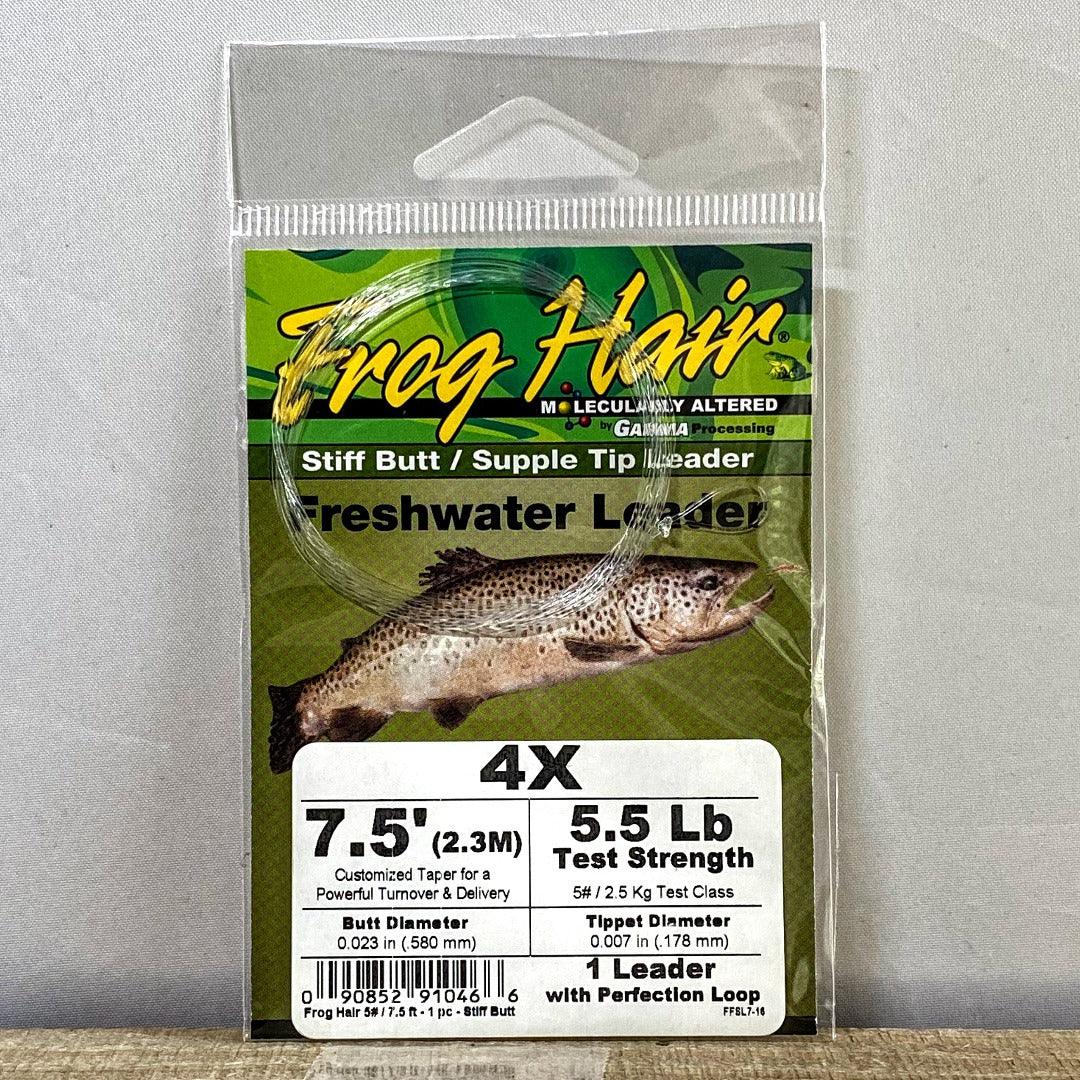 Frog Hair®
MOLECULARLY ALTERED
by GAMMA Processing
Stiff Butt / Supple Tip Leader
Freshwater Leader
4X
7.5' (2.3M)
Customized Taper for a
Powerful Turnover & Delivery
5.5 Lb
Test Strength
5# / 2.5 Kg Test Class
Butt Diameter
0.023 in (.580 mm)
Tippet Diameter
0.007 in (.178 mm)
0 90852 91046 6
Frog Hair 5# / 7.5 ft - 1 pc - Stiff Butt
1 Leader
with Perfection Loop
FFSL7-16